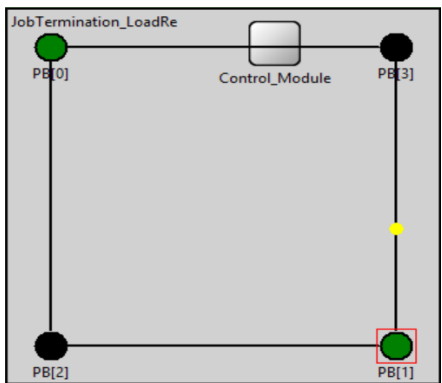 JobTermination_LoadRe
PB[0]
Control_Module
PB[3]
PB[2]
PB[1]